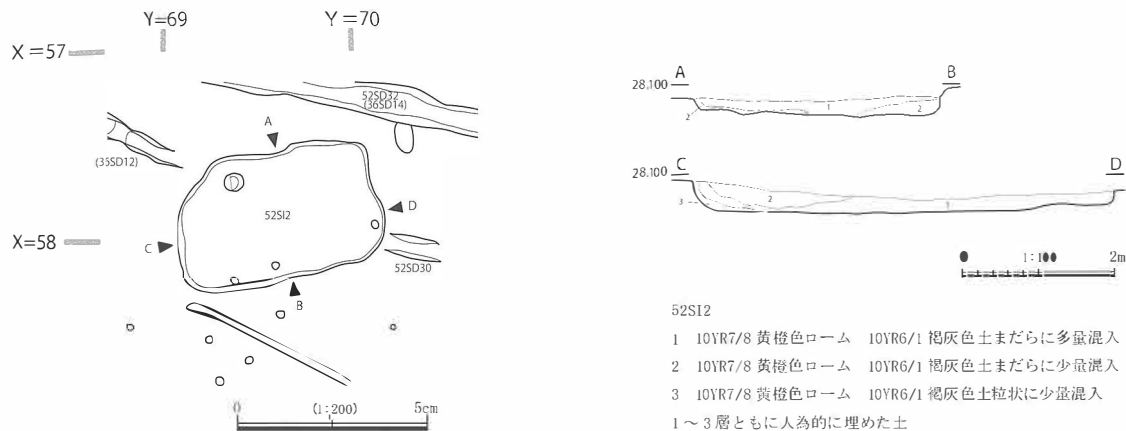 Y=69 Y=70
X=57
52SD32
(36SD14)
A
(35SD12)
D
52SI2
D
X=58
C
52SD30
B
0 (1:200) 5cm
A B
28,100
1
2 2
C D
28,100
2
3 1
1:100 2m
52SI2
1 10YR7/8 黄橙色ローム 10YR6/1 褐灰色土まだらに多量混入
2 10YR7/8 黄橙色ローム 10YR6/1 褐灰色土まだらに少量混入
3 10YR7/8 黄橙色ローム 10YR6/1 褐灰色土粒状に少量混入
1～3層ともに人為的に埋めた土